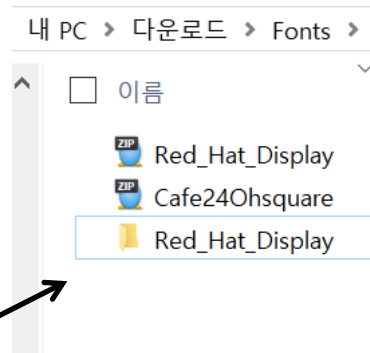 내 PC > 다운로드 > Fonts >
이름
ZIP Red_Hat_Display
ZIP Cafe24Ohsquare
Red_Hat_Display